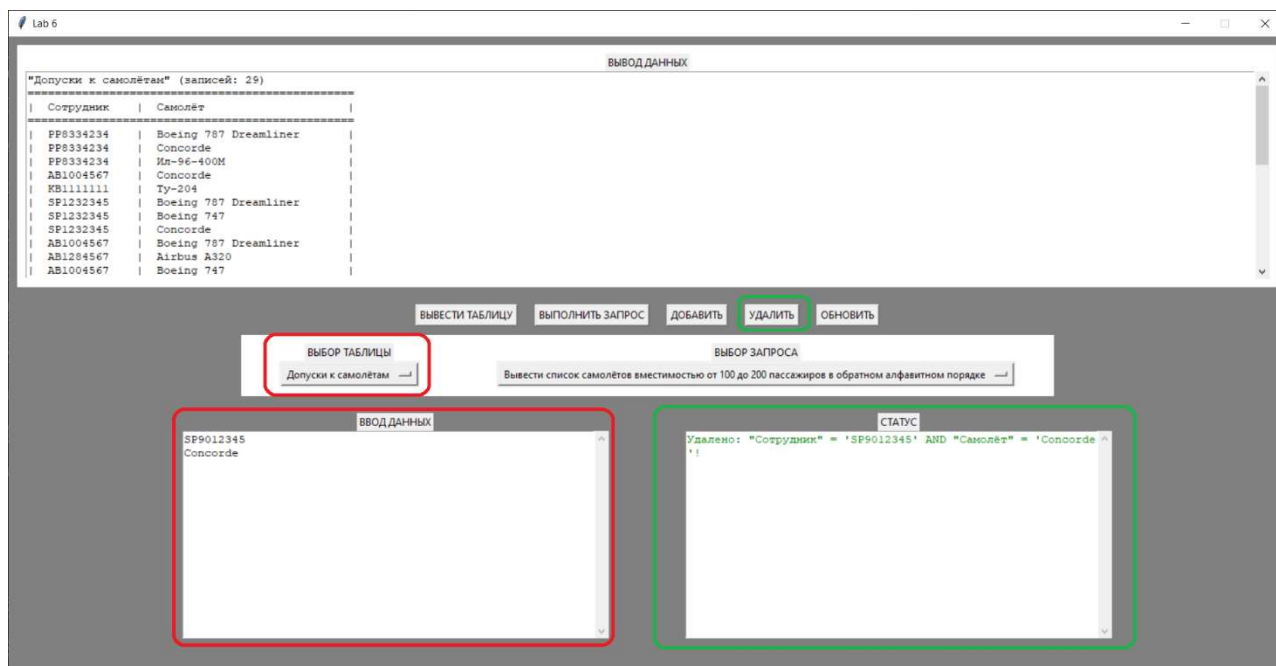 Lab 6
ВЫВОД ДАННЫХ
"Допуски к самолётам" (записей: 29)
==================================================
| Сотрудник | Самолёт |
==================================================
| PP8334234 | Boeing 787 Dreamliner |
| PP8334234 | Concorde |
| PP8334234 | Ил-96-400М |
| AB1004567 | Concorde |
| KB1111111 | Ту-204 |
| SP1232345 | Boeing 787 Dreamliner |
| SP1232345 | Boeing 747 |
| SP1232345 | Concorde |
| AB1004567 | Boeing 787 Dreamliner |
| AB1284567 | Airbus A320 |
| AB1004567 | Boeing 747 |
ВЫВЕСТИ ТАБЛИЦУ ВЫПОЛНИТЬ ЗАПРОС ДОБАВИТЬ УДАЛИТЬ ОБНОВИТЬ
ВЫБОР ТАБЛИЦЫ ВЫБОР ЗАПРОСА
Допуски к самолётам Вывести список самолётов вместимостью от 100 до 200 пассажиров в обратном алфавитном порядке
ВВОД ДАННЫХ
SP9012345
Concorde
СТАТУС
Удалено: "Сотрудник" = 'SP9012345' AND "Самолёт" = 'Concorde
'!